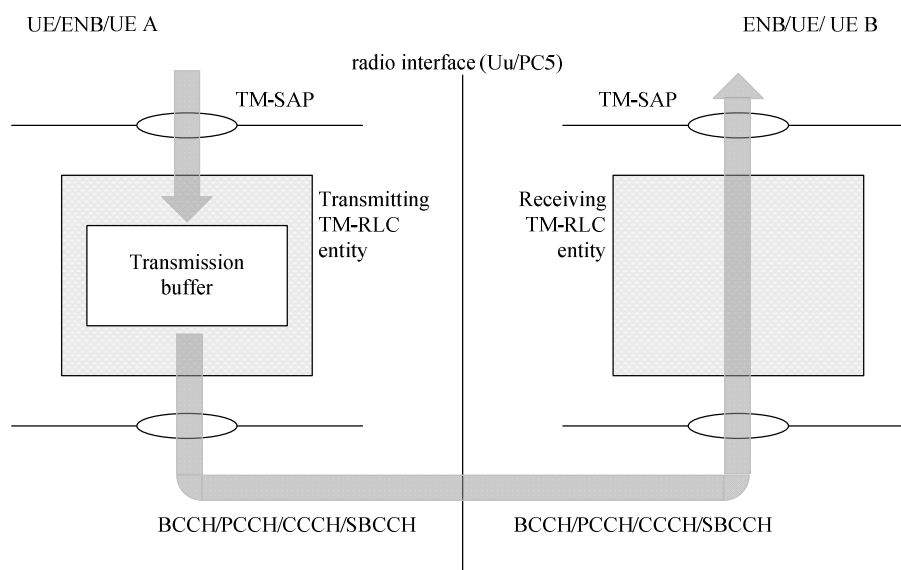 UE/ENB/UE A
ENB/UE/ UE B
radio interface (Uu/PC5)
TM-SAP
TM-SAP
Transmitting
TM-RLC
entity
Receiving
TM-RLC
entity
Transmission
buffer
BCCH/PCCH/CCCH/SBCCH
BCCH/PCCH/CCCH/SBCCH